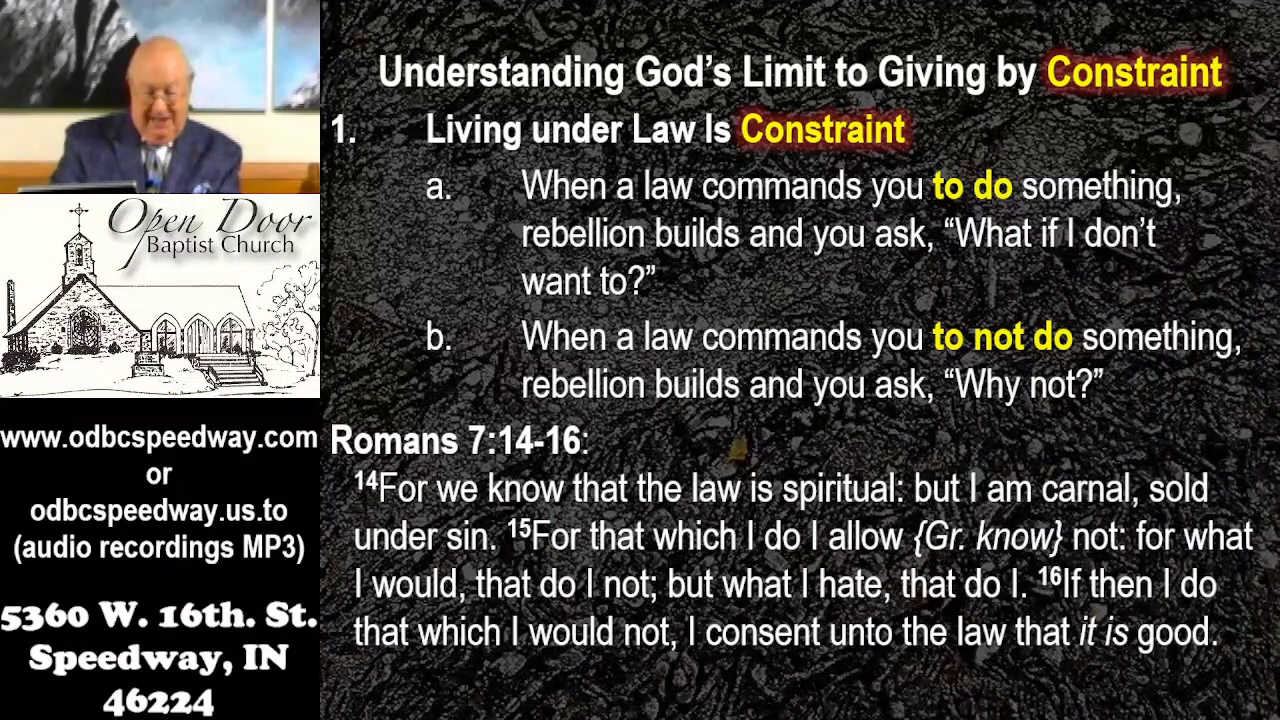 Understanding God's Limit to Giving by Constraint
1. Living under Law Is Constraint
a. When a law commands you to do something,
rebellion builds and you ask, “What if I don't
want to?”
b. When a law commands you to not do something,
rebellion builds and you ask, “Why not?”
Romans 7:14-16:
¹⁴For we know that the law is spiritual: but I am carnal, sold
under sin. ¹⁵For that which I do I allow {Gr. know} not: for what
I would, that do I not; but what I hate, that do I. ¹⁶If then I do
that which I would not, I consent unto the law that it is good.
Open Door
Baptist Church
www.odbcspeedway.com
or
odbcspeedway.us.to
(audio recordings MP3)
5360 W. 16th. St.
Speedway, IN
46224